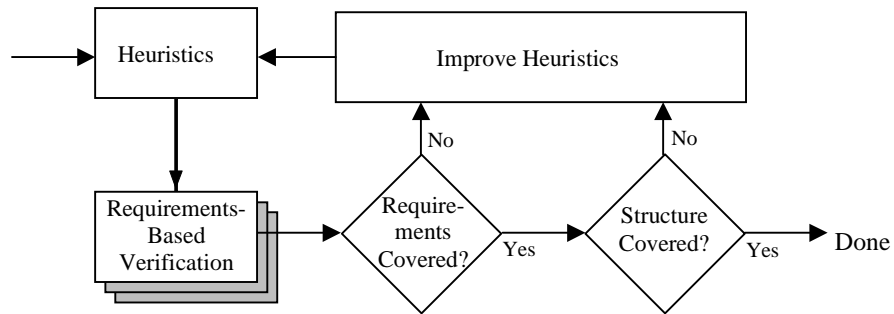 Heuristics
Improve Heuristics
No
No
Requirements-
Based
Verification
Require-
ments
Covered?
Yes
Structure
Covered?
Yes
Done